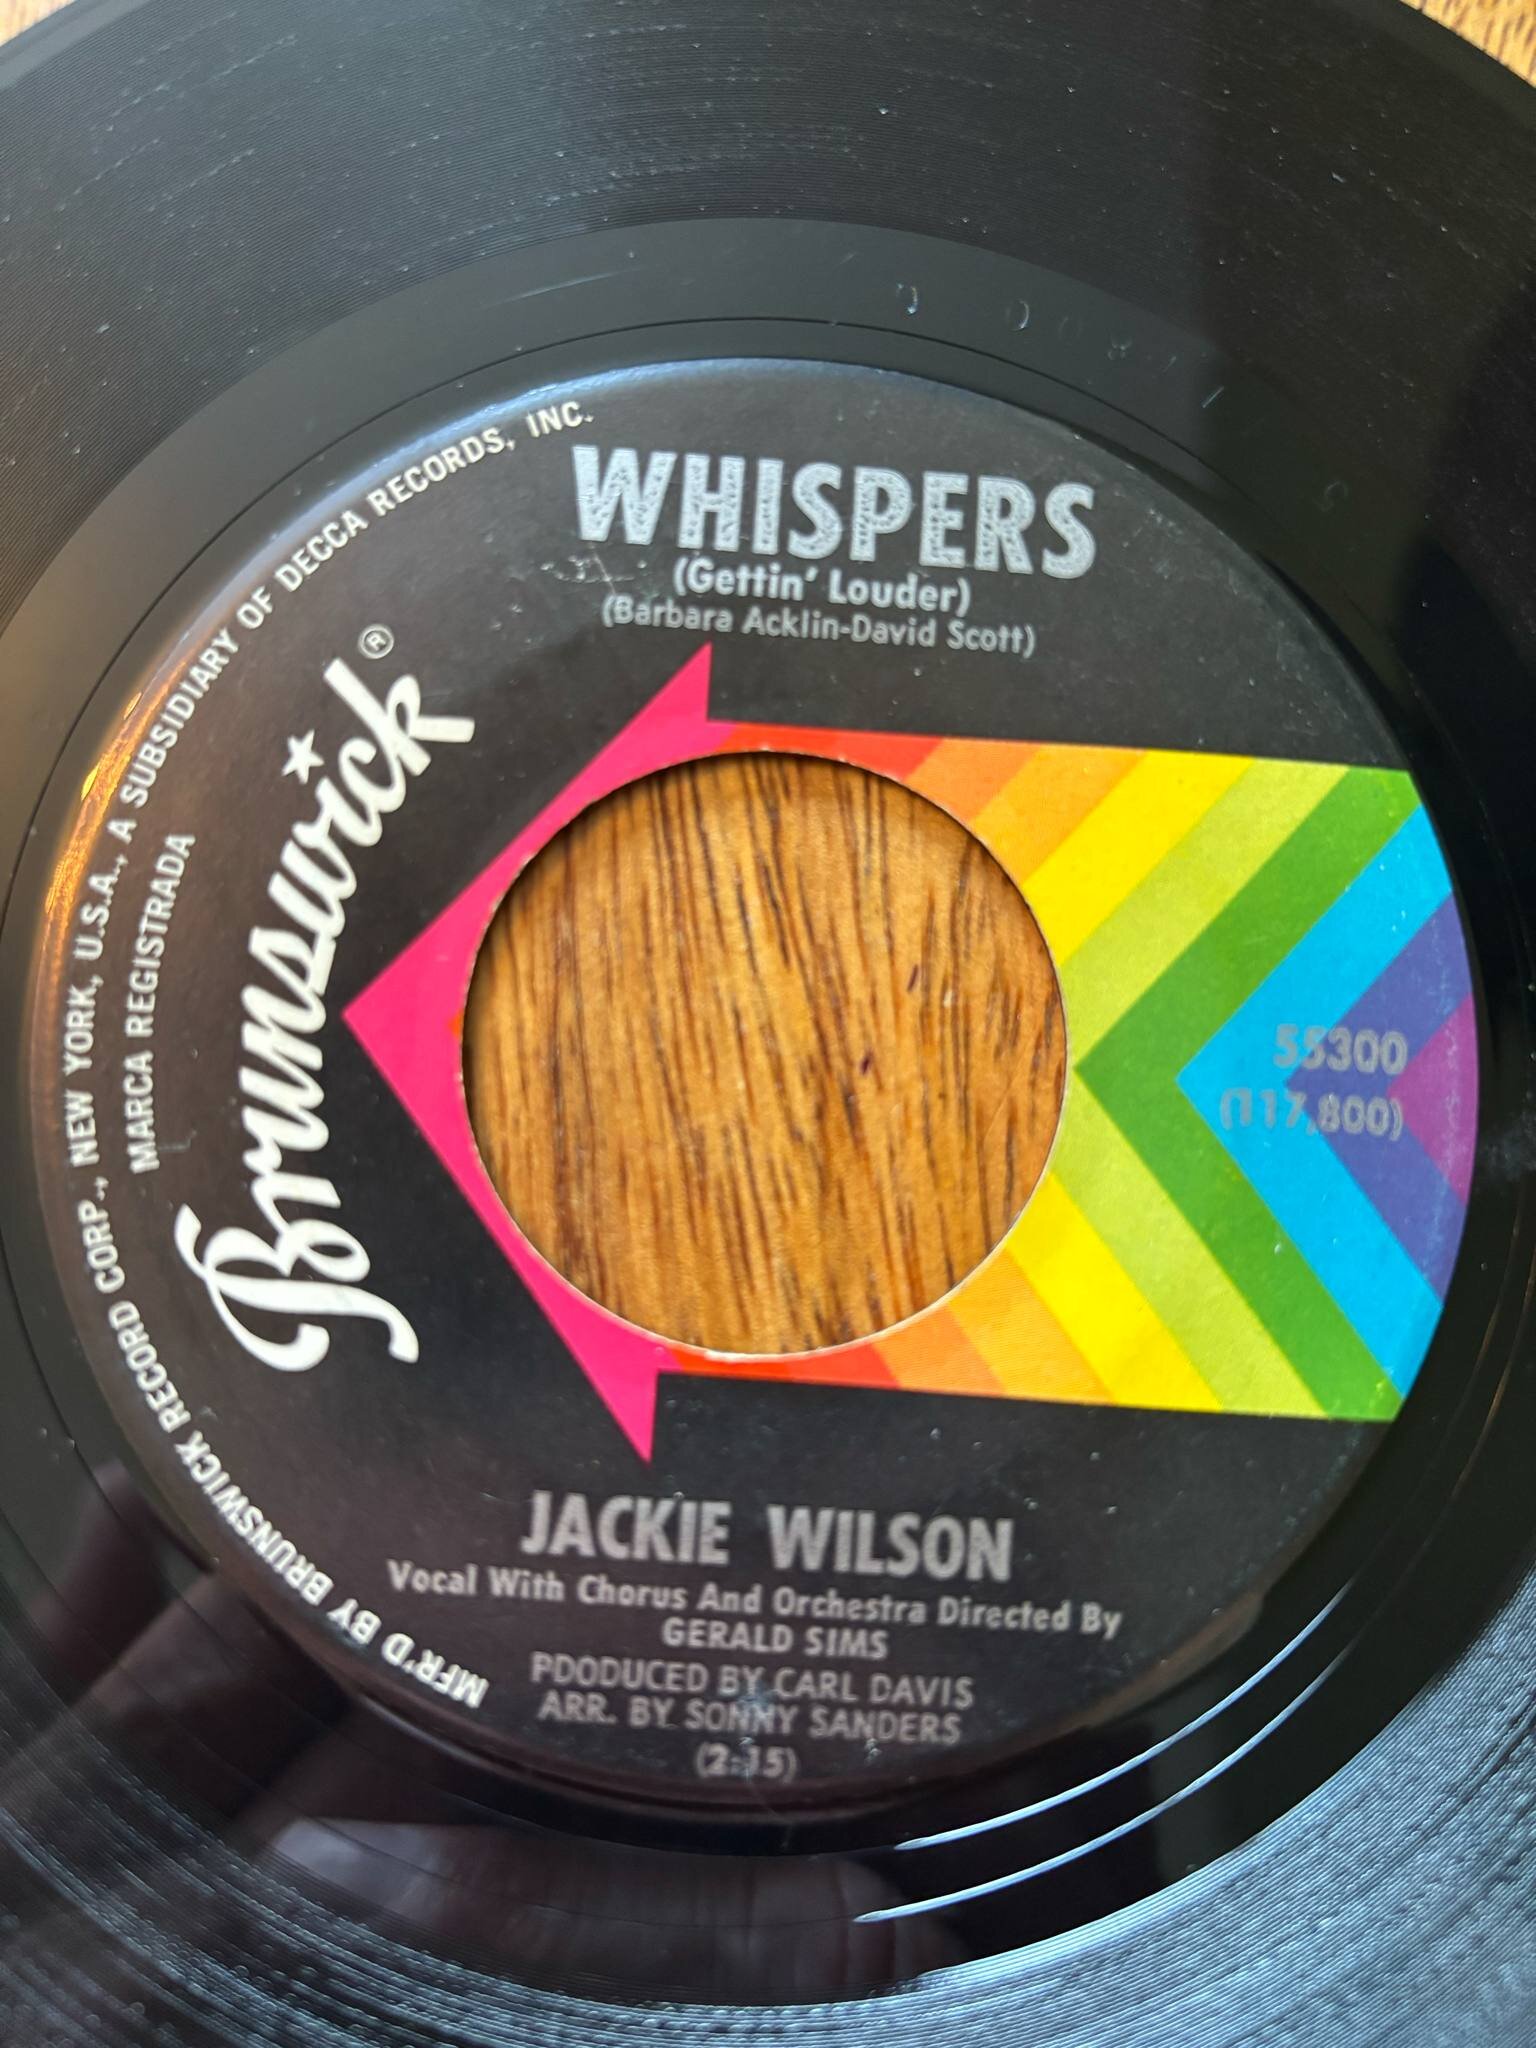 WHISPERS
(Gettin' Louder)
(Barbara Acklin-David Scott)
Brunswick®
MARCA REGISTRADA
MFR'D BY BRUNSWICK RECORD CORP., NEW YORK, U.S.A., A SUBSIDIARY OF DECCA RECORDS, INC.
55300
(117,800)
JACKIE WILSON
Vocal With Chorus And Orchestra Directed By
GERALD SIMS
PDODUCED BY CARL DAVIS
ARR. BY SONNY SANDERS
(2:15)